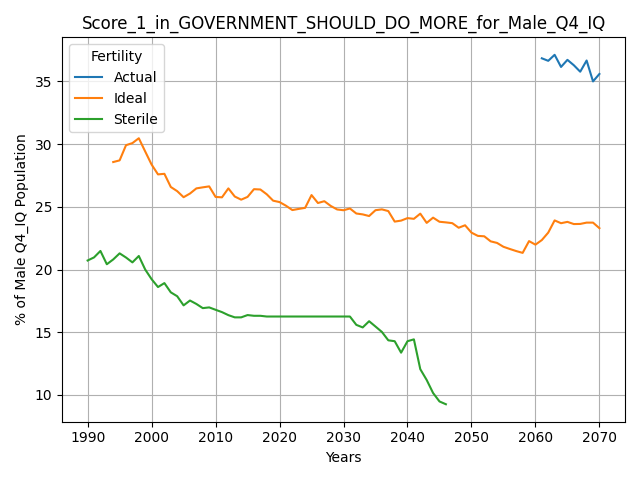 Score_1_in_GOVERNMENT_SHOULD_DO_MORE_for_Male_Q4_IQ
Fertility
Actual
Ideal
Sterile
% of Male Q4_IQ Population
35
30
25
20
15
10
1990 2000 2010 2020 2030 2040 2050 2060 2070
Years